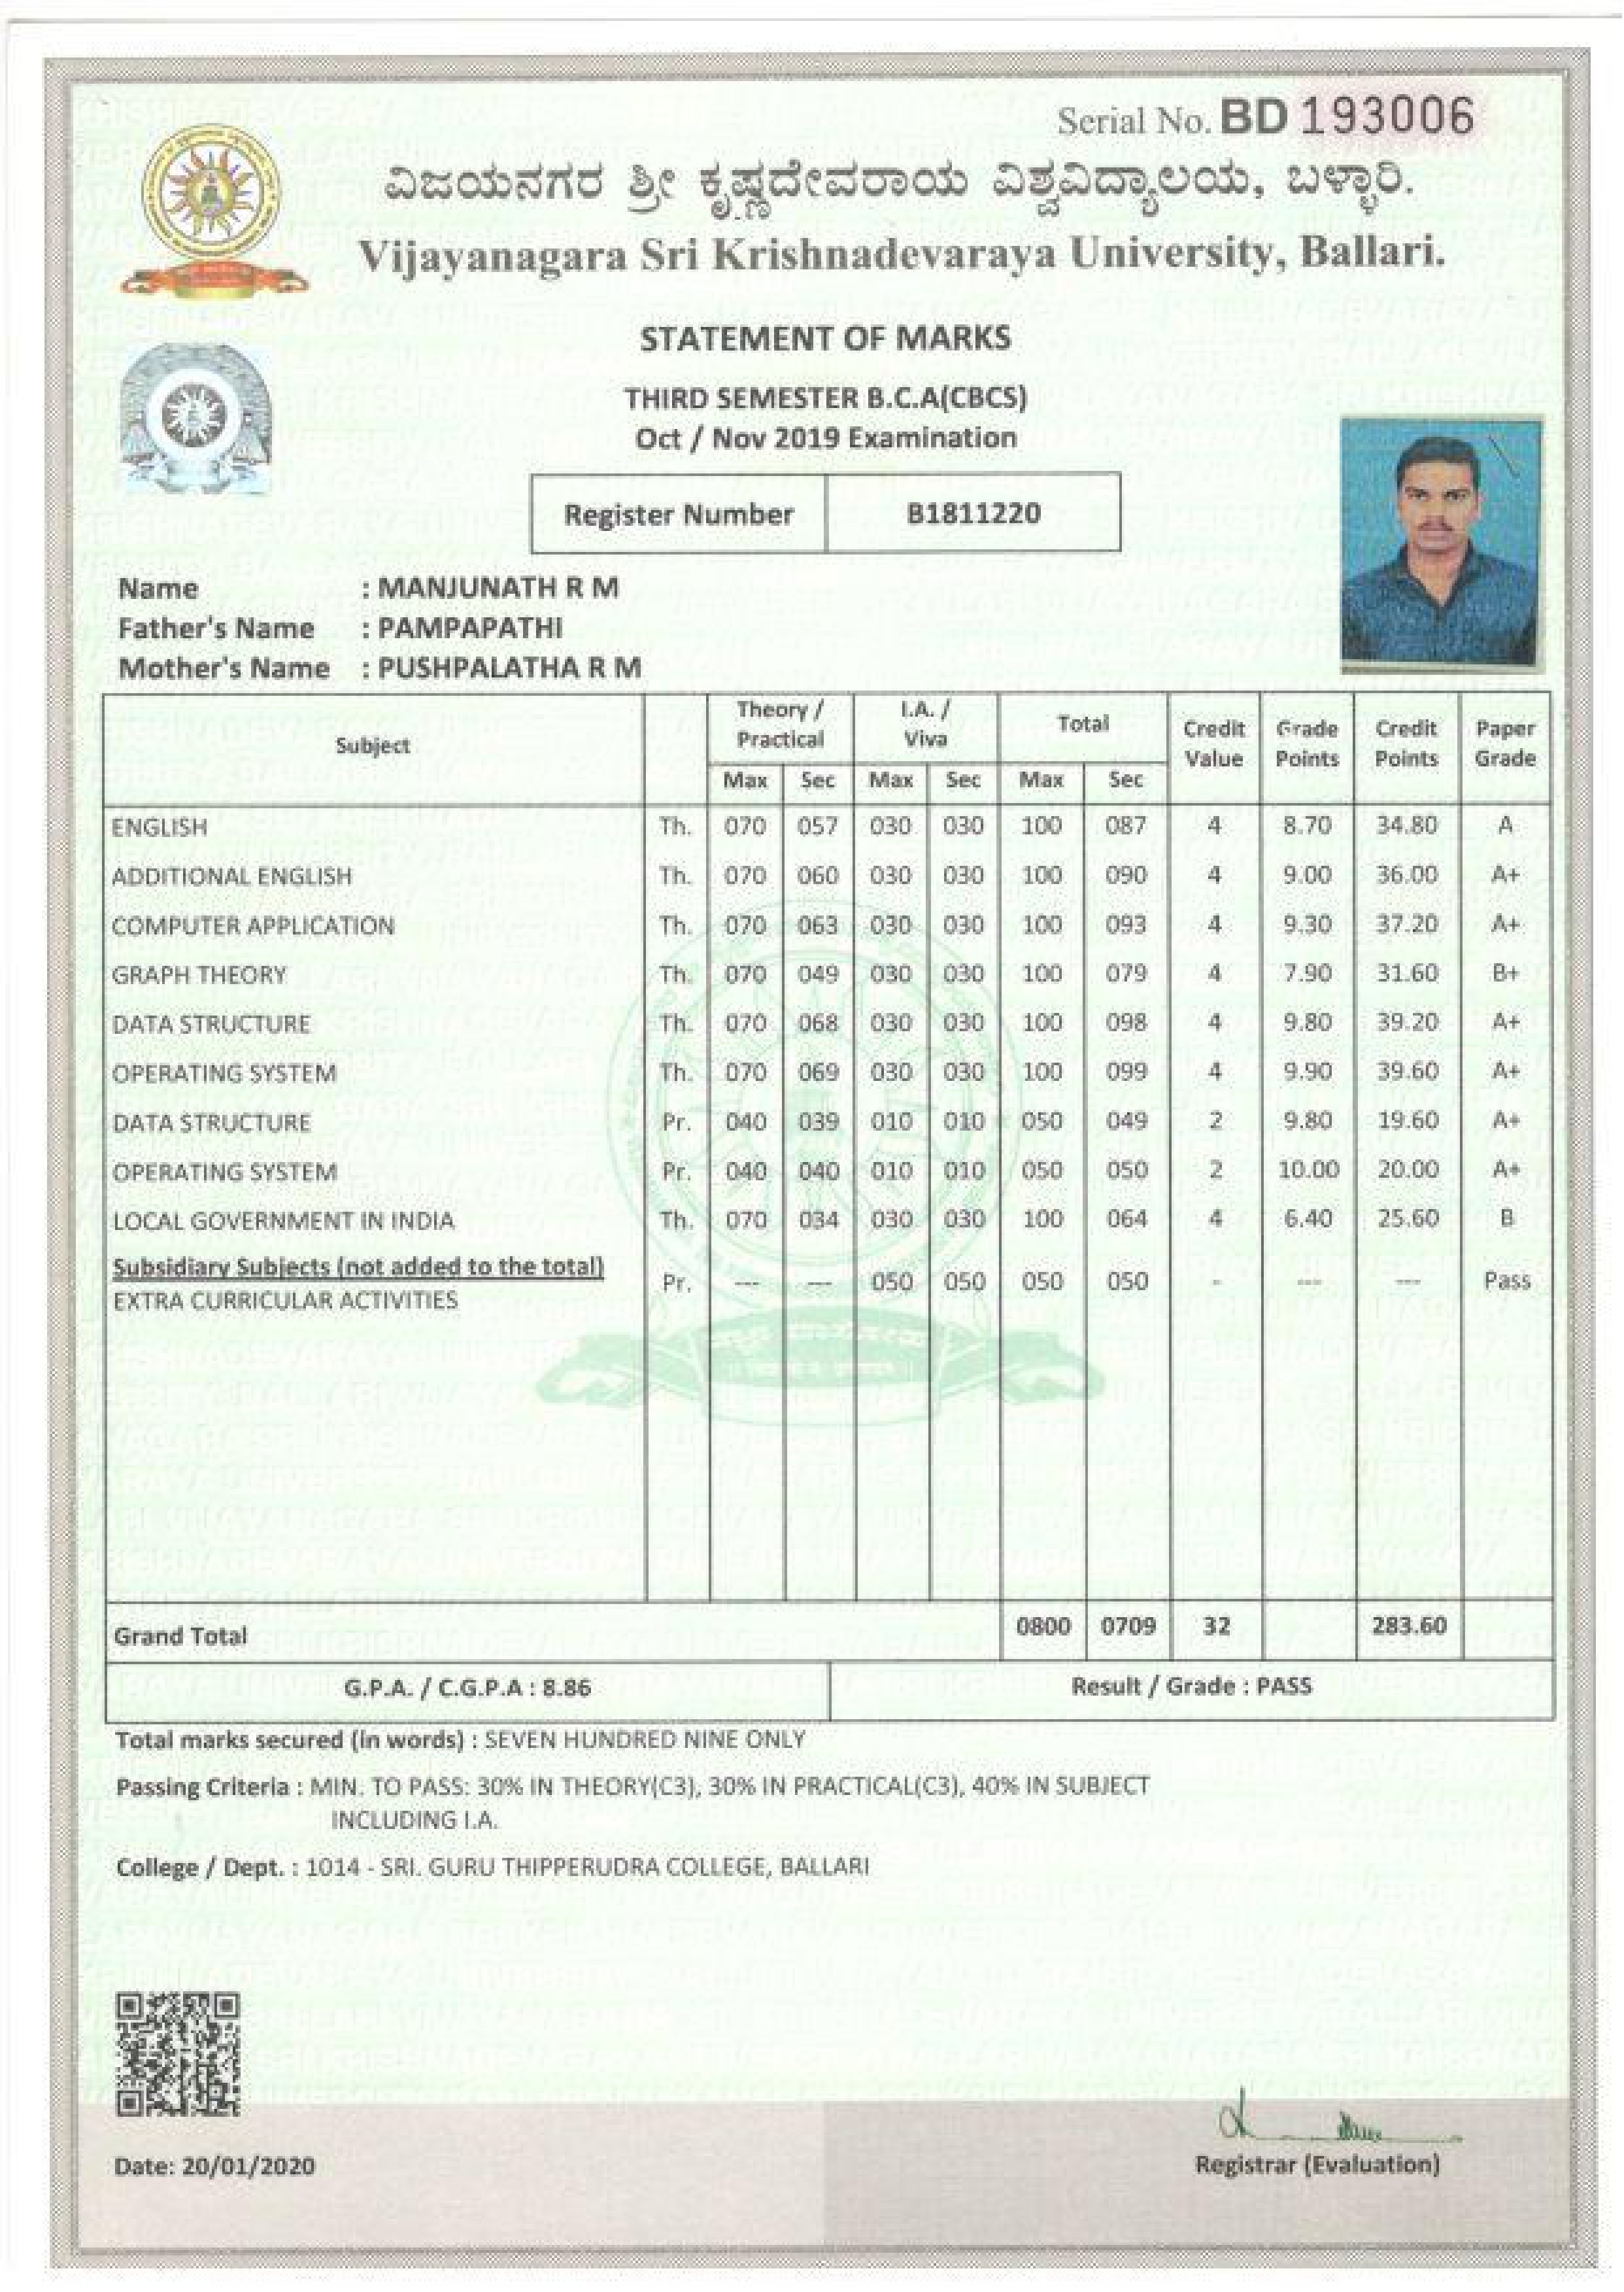 Serial No. BD 193006
ವಿಜಯನಗರ ಶ್ರೀ ಕೃಷ್ಣದೇವರಾಯ ವಿಶ್ವವಿದ್ಯಾಲಯ, ಬಳ್ಳಾರಿ.
Vijayanagara Sri Krishnadevaraya University, Ballari.
STATEMENT OF MARKS
THIRD SEMESTER B.C.A(CBCS)
Oct / Nov 2019 Examination
Register Number B1811220
Name : MANJUNATH R M
Father's Name : PAMPAPATHI
Mother's Name : PUSHPALATHA R M
Subject Theory / Practical I.A. / Viva Total Credit Value Grade Points Credit Points Paper Grade
Max Sec Max Sec Max Sec
ENGLISH Th. 070 057 030 030 100 087 4 8.70 34.80 A
ADDITIONAL ENGLISH Th. 070 060 030 030 100 090 4 9.00 36.00 A+
COMPUTER APPLICATION Th. 070 063 030 030 100 093 4 9.30 37.20 A+
GRAPH THEORY Th. 070 049 030 030 100 079 4 7.90 31.60 B+
DATA STRUCTURE Th. 070 068 030 030 100 098 4 9.80 39.20 A+
OPERATING SYSTEM Th. 070 069 030 030 100 099 4 9.90 39.60 A+
DATA STRUCTURE Pr. 040 039 010 010 050 049 2 9.80 19.60 A+
OPERATING SYSTEM Pr. 040 040 010 010 050 050 2 10.00 20.00 A+
LOCAL GOVERNMENT IN INDIA Th. 070 034 030 030 100 064 4 6.40 25.60 B
Subsidiary Subjects (not added to the total)
EXTRA CURRICULAR ACTIVITIES Pr. --- --- 050 050 050 050 - --- --- Pass
Grand Total 0800 0709 32 283.60
G.P.A. / C.G.P.A : 8.86 Result / Grade : PASS
Total marks secured (in words) : SEVEN HUNDRED NINE ONLY
Passing Criteria : MIN. TO PASS: 30% IN THEORY(C3), 30% IN PRACTICAL(C3), 40% IN SUBJECT
INCLUDING I.A.
College / Dept. : 1014 - SRI. GURU THIPPERUDRA COLLEGE, BALLARI
Date: 20/01/2020
Registrar (Evaluation)